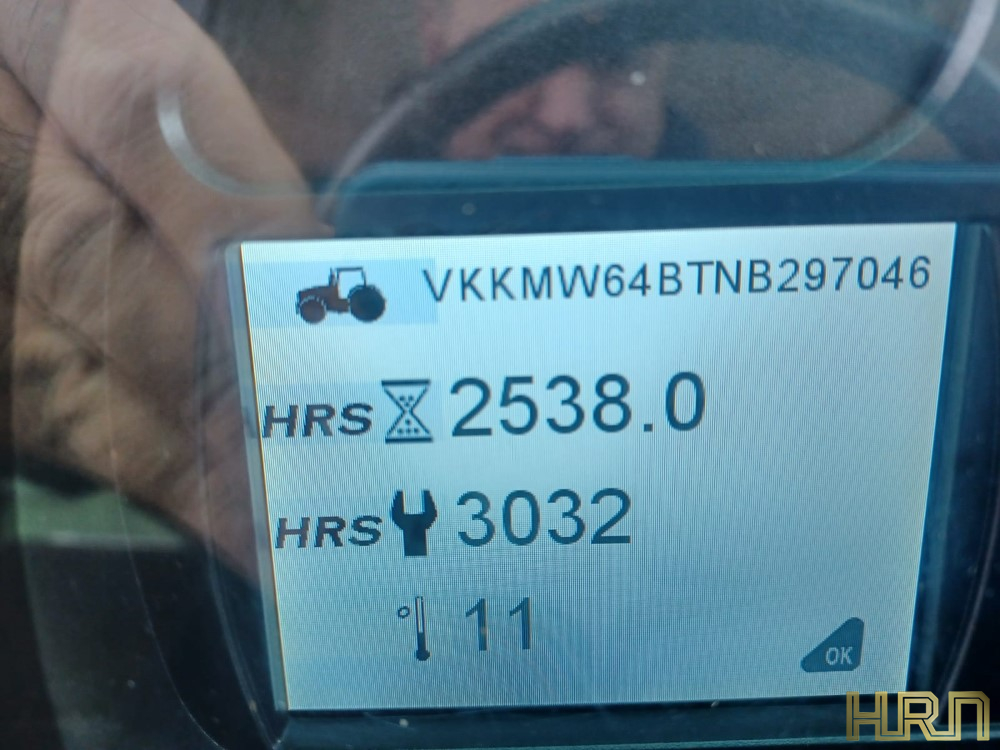 VKKMW64BTNB297046
HRS 2538.0
HRS 3032
° 11
OK
HRN